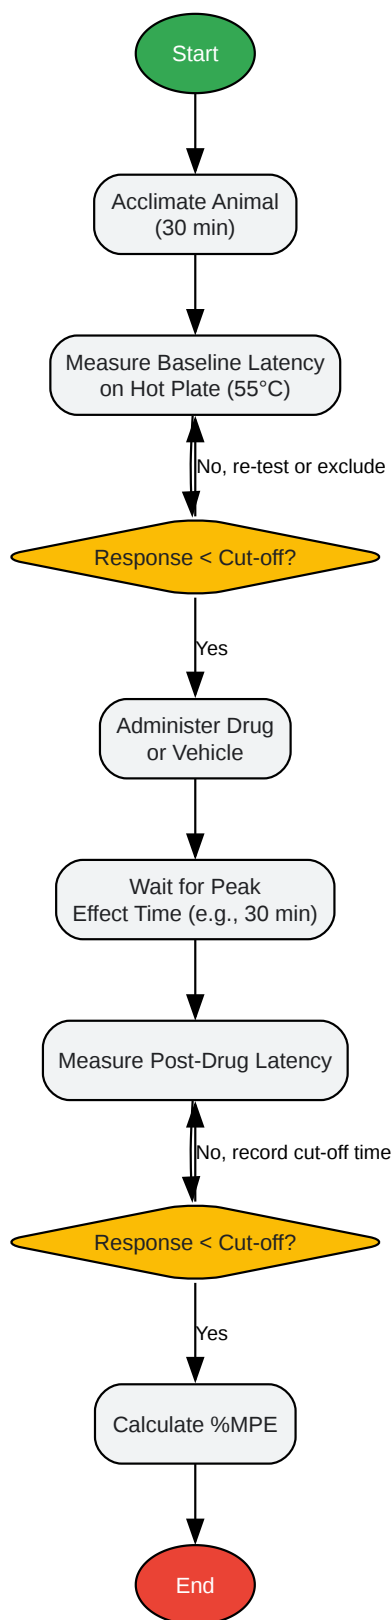 Start
Acclimate Animal
(30 min)
Measure Baseline Latency
on Hot Plate (55°C)
No, re-test or exclude
Response < Cut-off?
Yes
Administer Drug
or Vehicle
Wait for Peak
Effect Time (e.g., 30 min)
Measure Post-Drug Latency
No, record cut-off time
Response < Cut-off?
Yes
Calculate %MPE
End